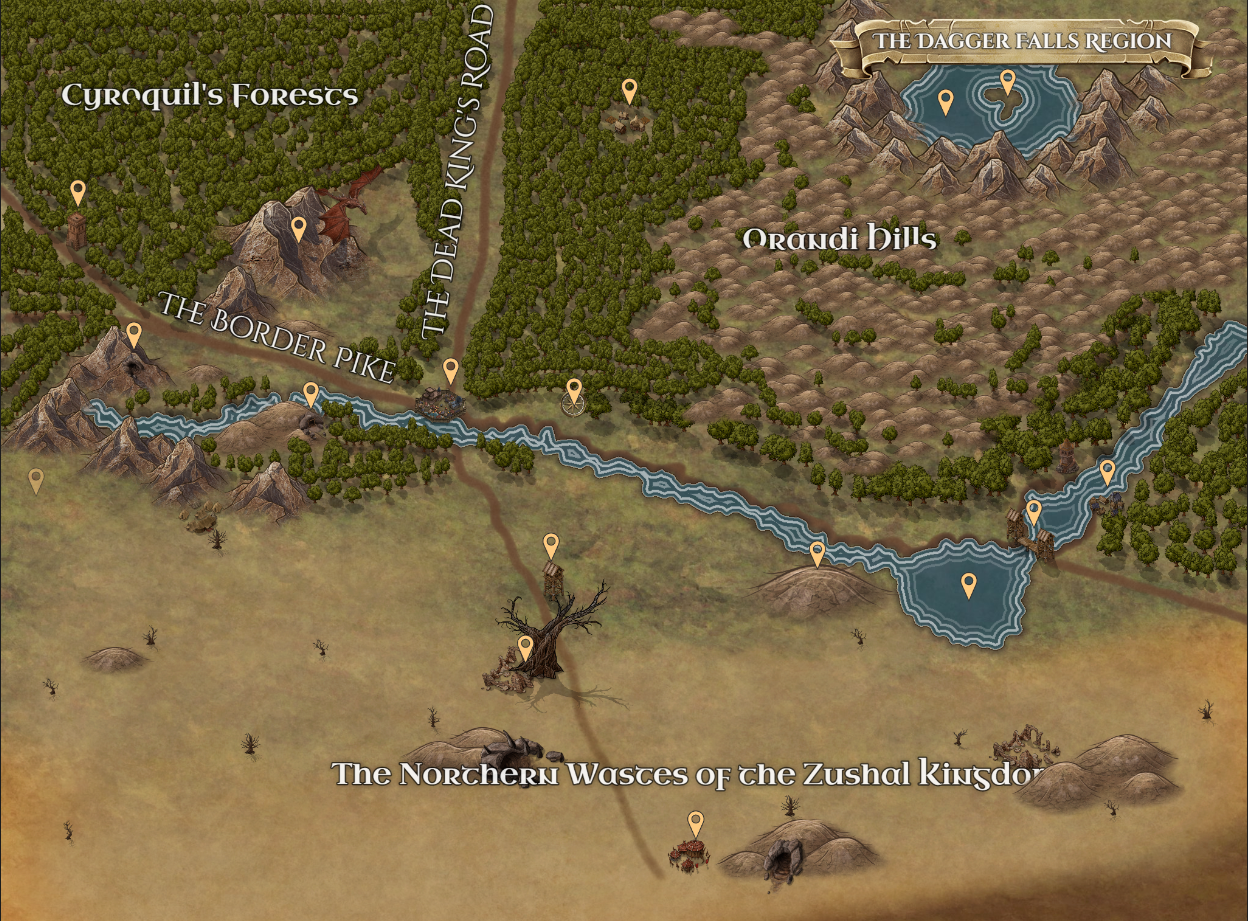 THE DAGGER FALLS REGION
Cyroquil's Forests
THE DEAD KING'S ROAD
Orandi Hills
THE BORDER PIKE
The Northern Wastes of the Zushal Kingdom